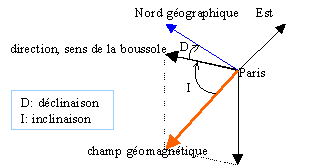 Nord géographique
Est
direction, sens de la boussole
D
Paris
I
D: déclinaison
I: inclinaison
champ géomagnétique